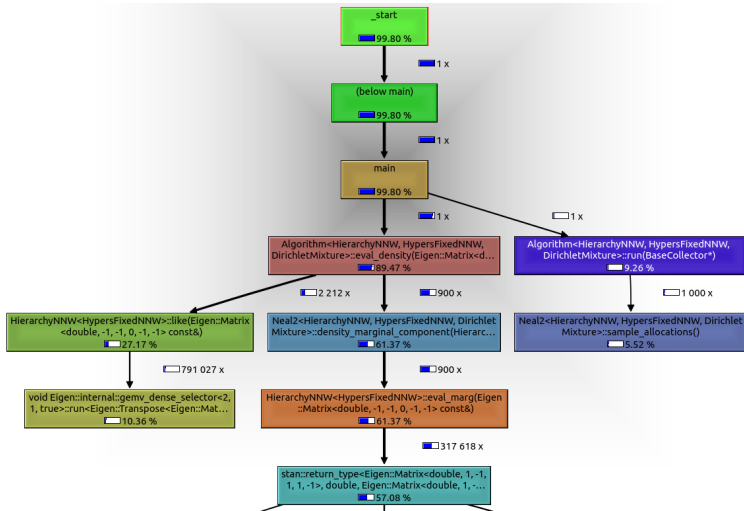 _start
99.80 %
1 x
(below main)
99.80 %
1 x
main
99.80 %
1 x
1 x
Algorithm<HierarchyNNW, HypersFixedNNW,
DirichletMixture>::eval_density(Eigen::Matrix<d...
89.47 %
Algorithm<HierarchyNNW, HypersFixedNNW,
DirichletMixture>::run(BaseCollector*)
9.26 %
2 212 x
900 x
1 000 x
HierarchyNNW<HypersFixedNNW>::like(Eigen::Matrix
<double, -1, -1, 0, -1, -1> const&)
27.17 %
Neal2<HierarchyNNW, HypersFixedNNW, Dirichlet
Mixture>::density_marginal_component(Hierarc...
61.37 %
Neal2<HierarchyNNW, HypersFixedNNW, Dirichlet
Mixture>::sample_allocations()
5.52 %
791 027 x
900 x
void Eigen::internal::gemv_dense_selector<2,
1, true>::run<Eigen::Transpose<Eigen::Mat...
10.36 %
HierarchyNNW<HypersFixedNNW>::eval_marg(Eigen
::Matrix<double, -1, -1, 0, -1, -1> const&)
61.37 %
317 618 x
stan::return_type<Eigen::Matrix<double, 1, -1,
1, 1, -1>, double, Eigen::Matrix<double, 1, -...
57.08 %